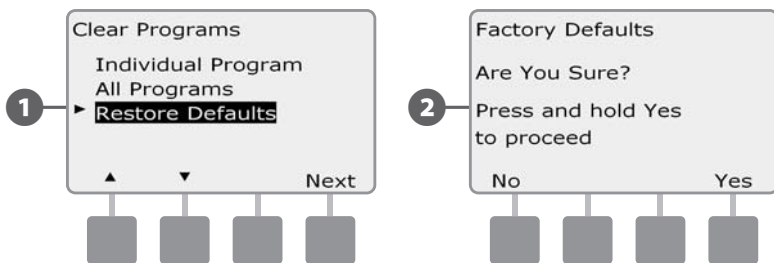 Clear Programs
Individual Program
All Programs
► Restore Defaults
▲ ▼ Next
1
Factory Defaults
Are You Sure?
Press and hold Yes
to proceed
No Yes
2